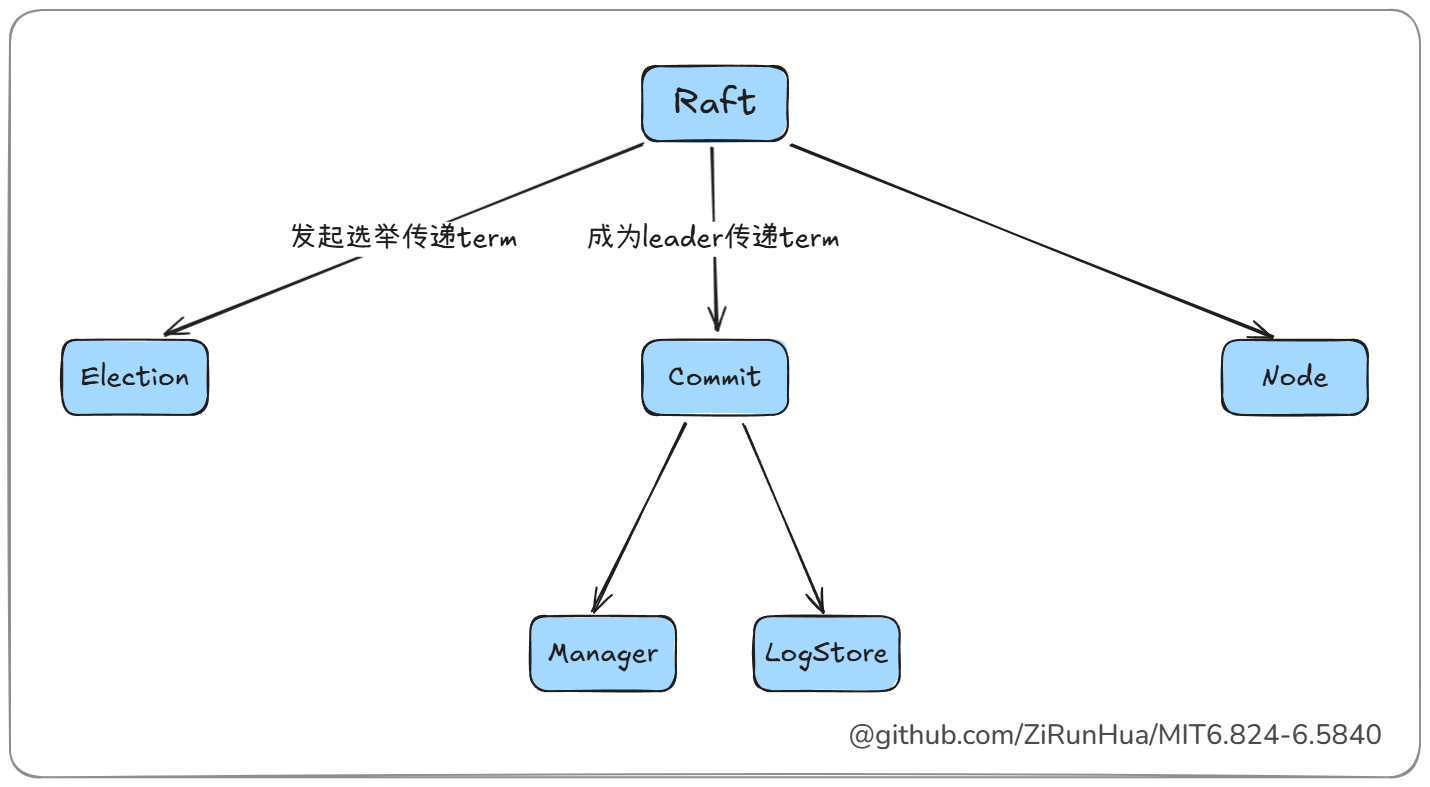 Raft
发起选举传递term
成为leader传递term
Election
Commit
Node
Manager
LogStore
@github.com/ZiRunHua/MIT6.824-6.5840